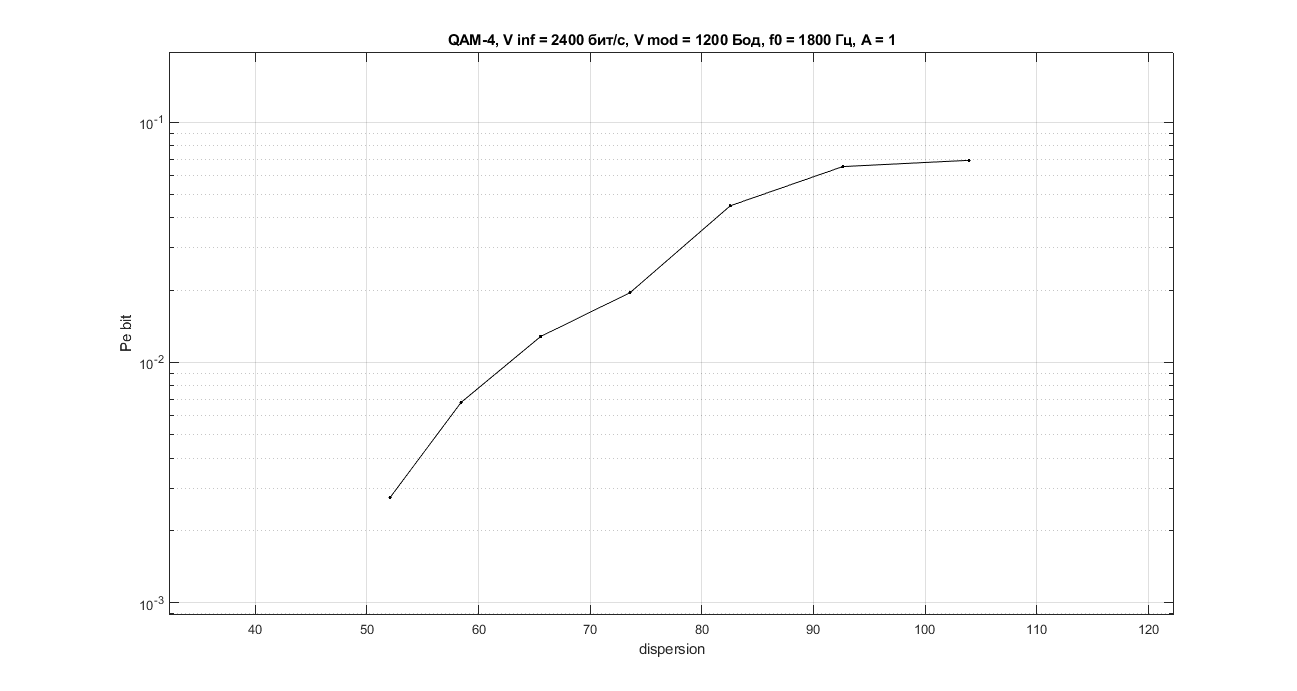 QAM-4, V inf = 2400 бит/с, V mod = 1200 Бод, f0 = 1800 Гц, A = 1
10^-1
Pe bit
10^-2
10^-3
40 50 60 70 80 90 100 110 120
dispersion